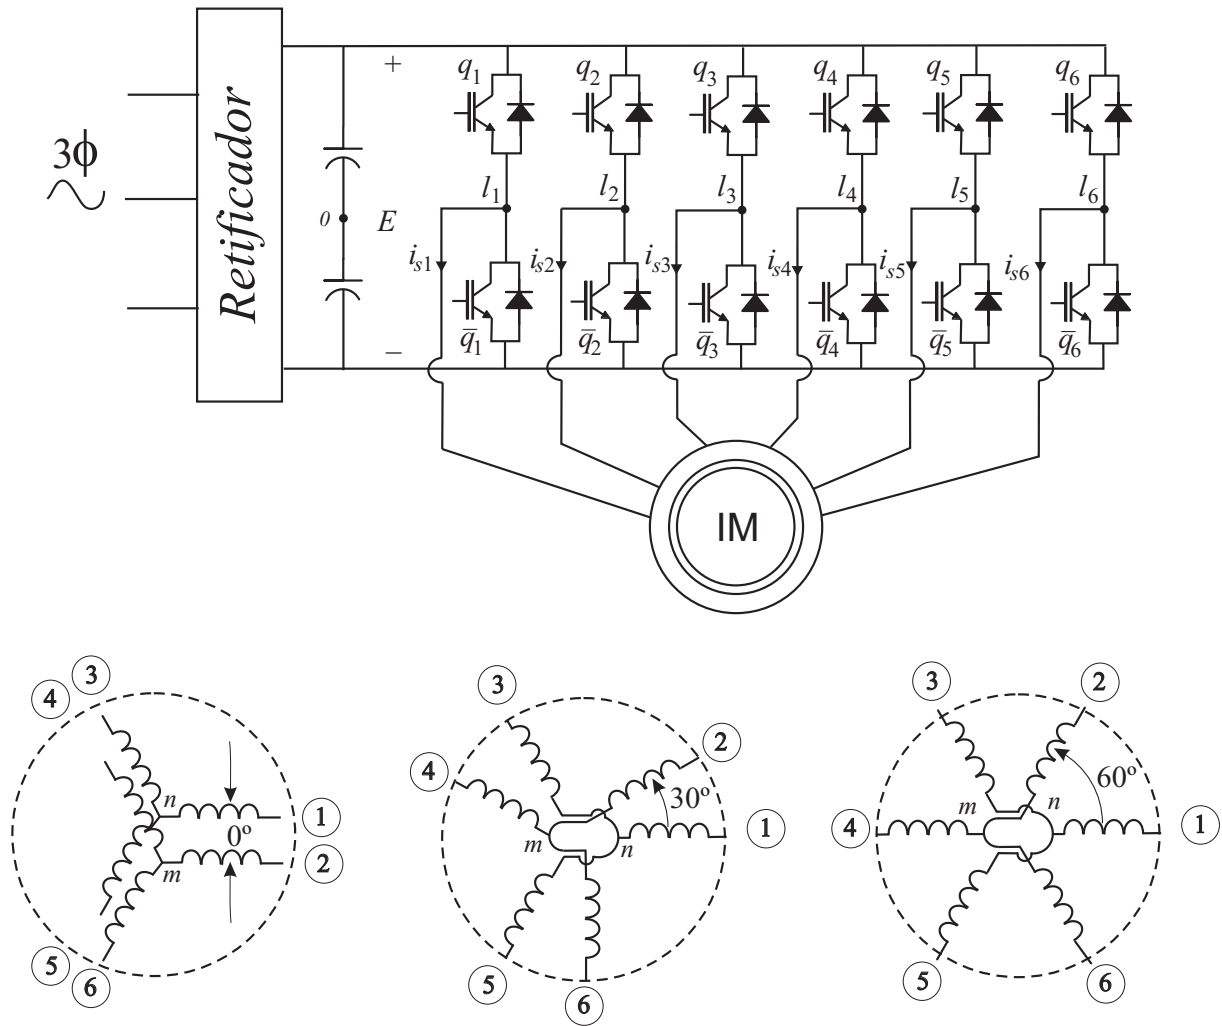 3ϕ
Retificador
+
0
E
−
q1 q2 q3 q4 q5 q6
l1 l2 l3 l4 l5 l6
is1 is2 is3 is4 is5 is6
q̅1 q̅2 q̅3 q̅4 q̅5 q̅6
IM
3
4
n
0º
m
1
2
5
6
3
2
4
30º
1
m
n
5
6
3
2
60º
m
n
4
1
5
6